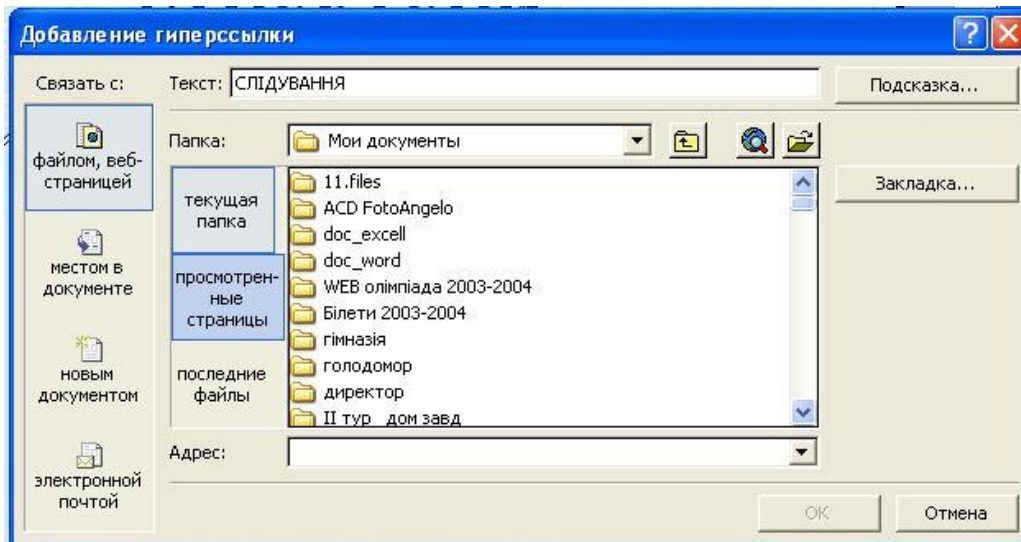 Добавление гиперссылки
Связать с:
Текст: СЛІДУВАННЯ
Подсказка...
файлом, веб-
страницей
местом в
документе
новым
документом
электронной
почтой
Папка: Мои документы
текущая
папка
просмотрен-
ные
страницы
последние
файлы
11.files
ACD FotoAngelo
doc_excell
doc_word
WEB олімпіада 2003-2004
Білети 2003-2004
гімназія
голодомор
директор
ІІ тур дом завд
Закладка...
Адрес:
ОК
Отмена